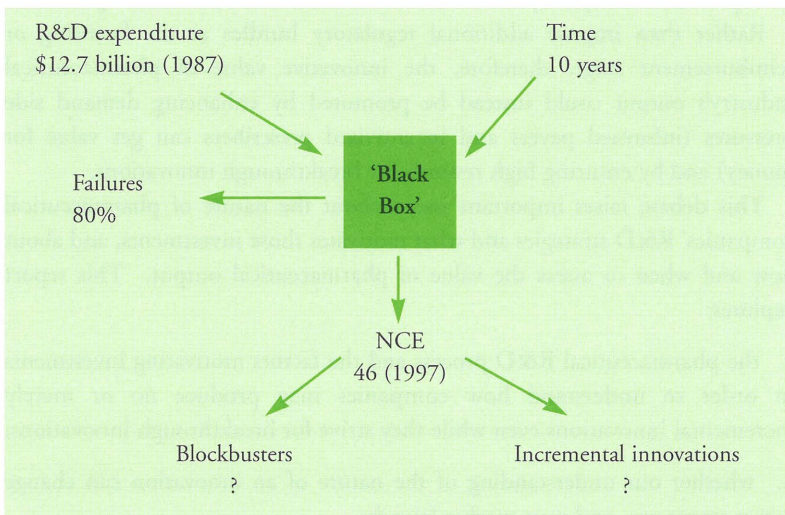 R&D expenditure
$12.7 billion (1987)
Time
10 years
'Black
Box'
Failures
80%
NCE
46 (1997)
Blockbusters
?
Incremental innovations
?